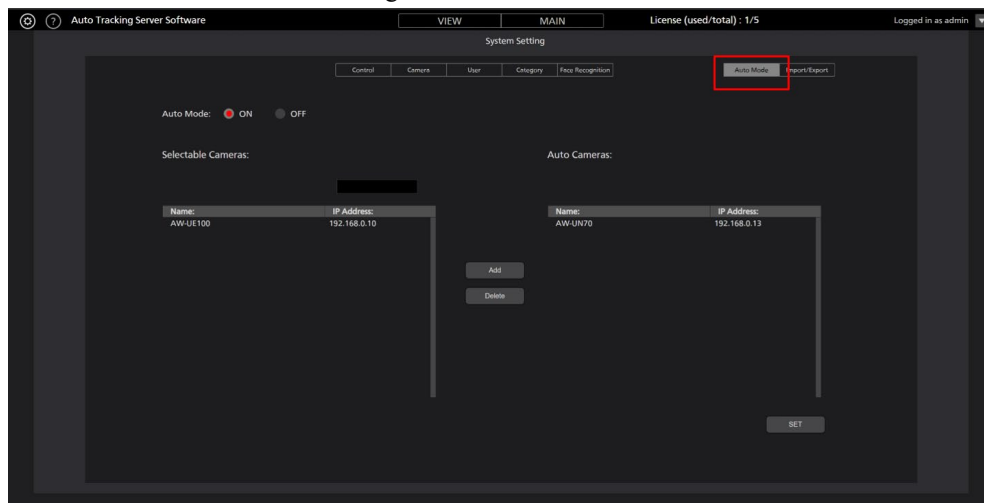 ? Auto Tracking Server Software VIEW MAIN License (used/total) : 1/5 Logged in as admin
System Setting
Control Camera User Category Face Recognition Auto Mode Import/Export
Auto Mode: ON OFF
Selectable Cameras: Auto Cameras:
Name: IP Address: Name: IP Address:
AW-UE100 192.168.0.10 AW-UN70 192.168.0.13
Add
Delete
SET